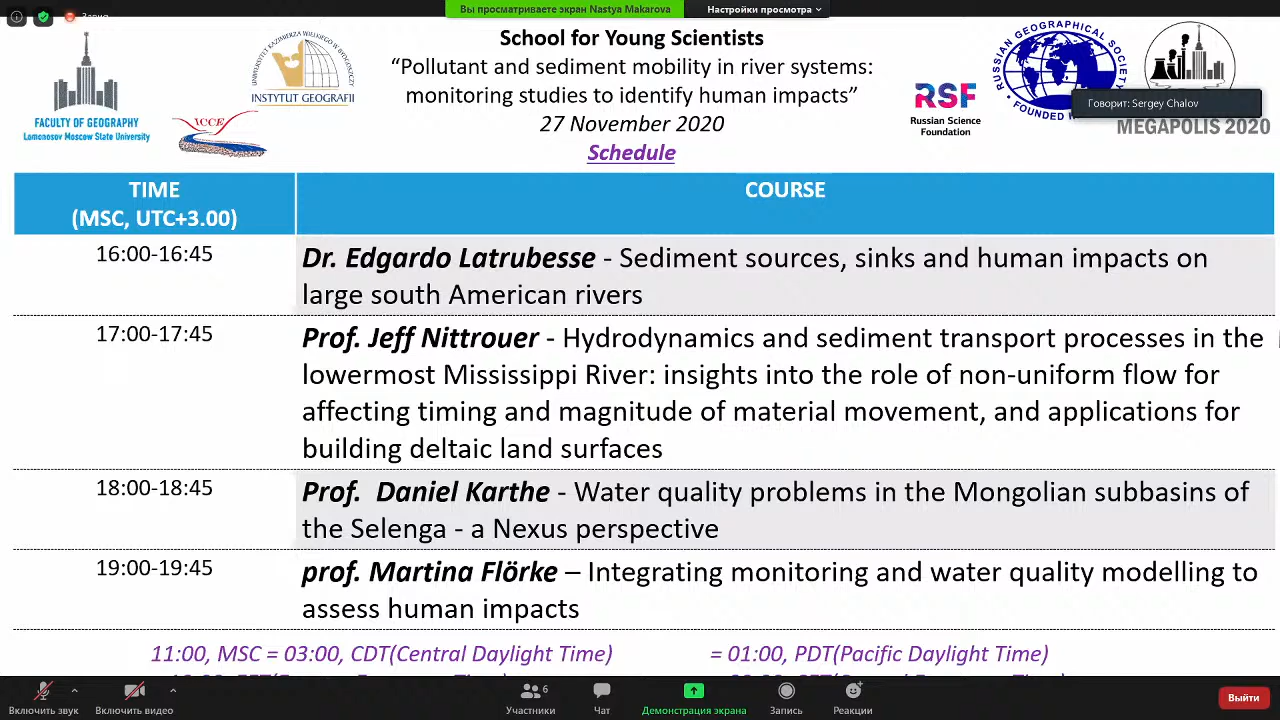 Запись
Вы просматриваете экран Nastya Makarova
Настройки просмотра
School for Young Scientists
“Pollutant and sediment mobility in river systems:
monitoring studies to identify human impacts”
27 November 2020
Schedule
FACULTY OF GEOGRAPHY
Lomonosov Moscow State University
UNIWERSYTET KAZIMIERZA WIELKIEGO W BYDGOSZCZY
INSTYTUT GEOGRAFII
ICCE
RSF
Russian Science
Foundation
RUSSIAN GEOGRAPHICAL SOCIETY
FOUNDED
Говорит: Sergey Chalov
MEGAPOLIS 2020
TIME
(MSC, UTC+3.00)
COURSE
16:00-16:45
Dr. Edgardo Latrubesse - Sediment sources, sinks and human impacts on
large south American rivers
17:00-17:45
Prof. Jeff Nittrouer - Hydrodynamics and sediment transport processes in the
lowermost Mississippi River: insights into the role of non-uniform flow for
affecting timing and magnitude of material movement, and applications for
building deltaic land surfaces
18:00-18:45
Prof. Daniel Karthe - Water quality problems in the Mongolian subbasins of
the Selenga - a Nexus perspective
19:00-19:45
prof. Martina Flörke – Integrating monitoring and water quality modelling to
assess human impacts
11:00, MSC = 03:00, CDT(Central Daylight Time) = 01:00, PDT(Pacific Daylight Time)
Включить звук
Включить видео
6
Участники
Чат
Демонстрация экрана
Запись
Реакции
Выйти